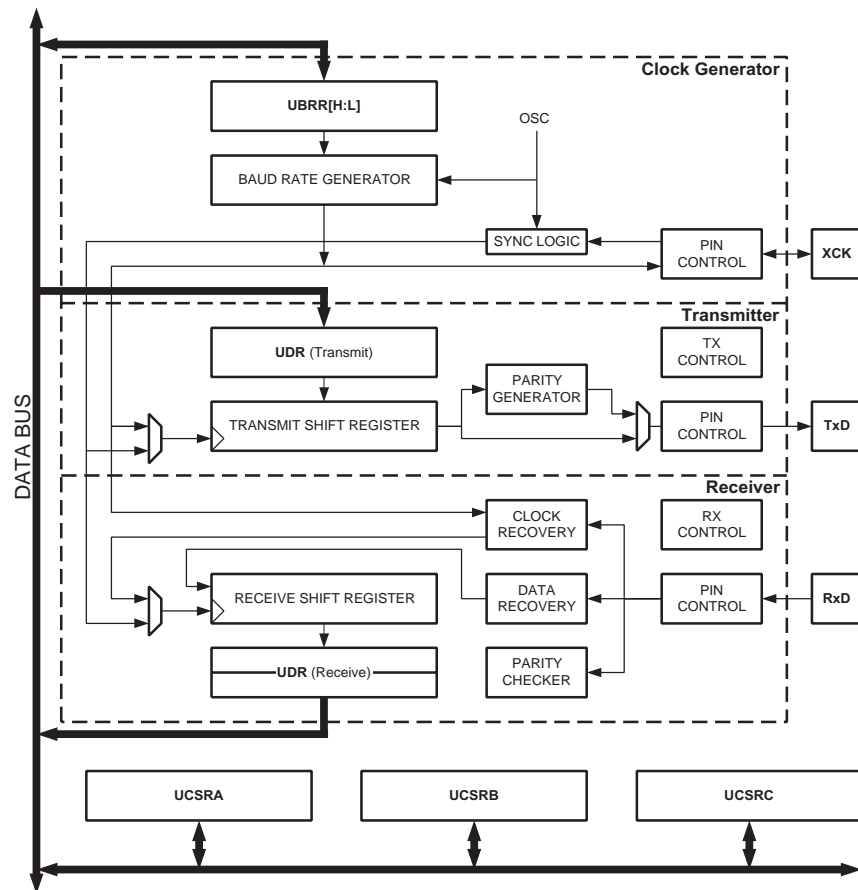 Clock Generator
UBRR[H:L]
OSC
BAUD RATE GENERATOR
SYNC LOGIC
PIN
CONTROL
XCK
Transmitter
UDR (Transmit)
TX
CONTROL
PARITY
GENERATOR
TRANSMIT SHIFT REGISTER
PIN
CONTROL
TxD
DATA BUS
Receiver
CLOCK
RECOVERY
RX
CONTROL
RECEIVE SHIFT REGISTER
DATA
RECOVERY
PIN
CONTROL
RxD
UDR (Receive)
PARITY
CHECKER
UCSRA
UCSRB
UCSRC